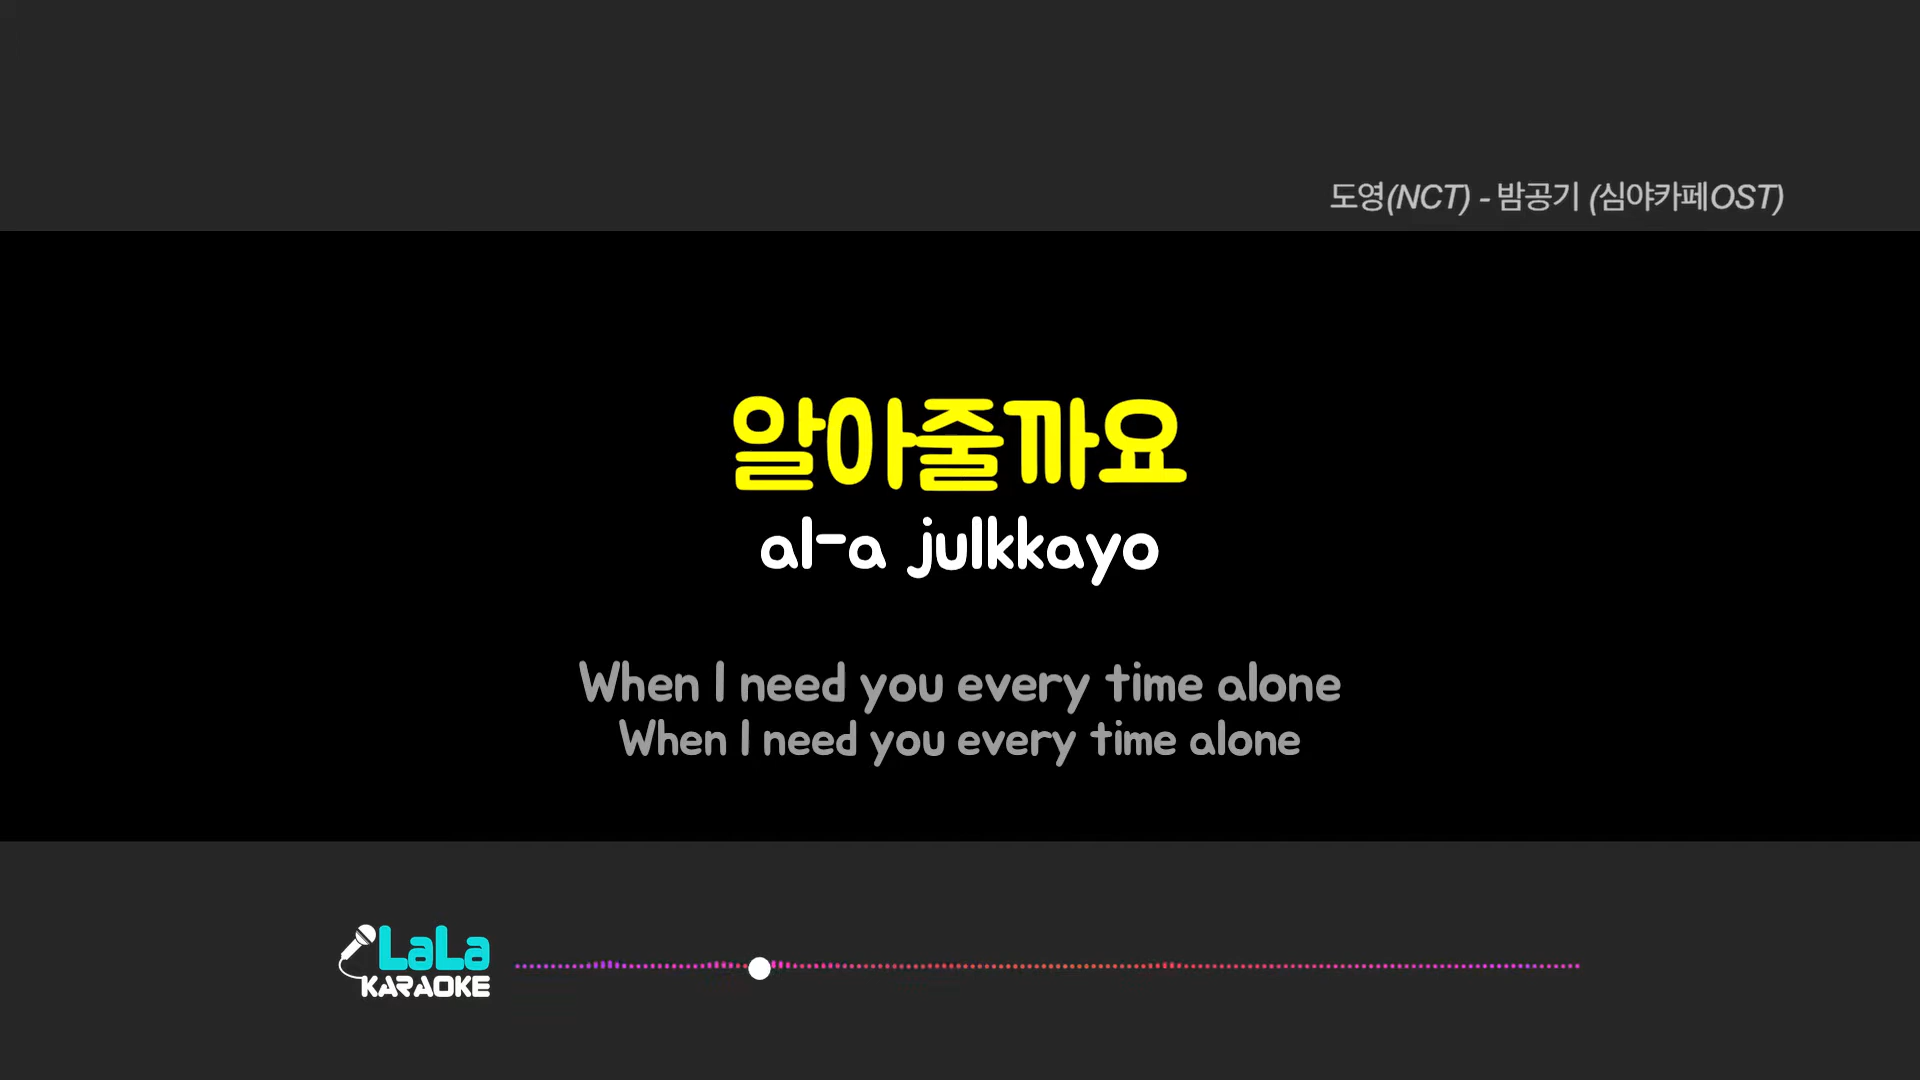 도영(NCT) - 밤공기 (심야카페OST)
알아줄까요
al-a julkkayo
When I need you every time alone
When I need you every time alone
LaLa
KARAOKE